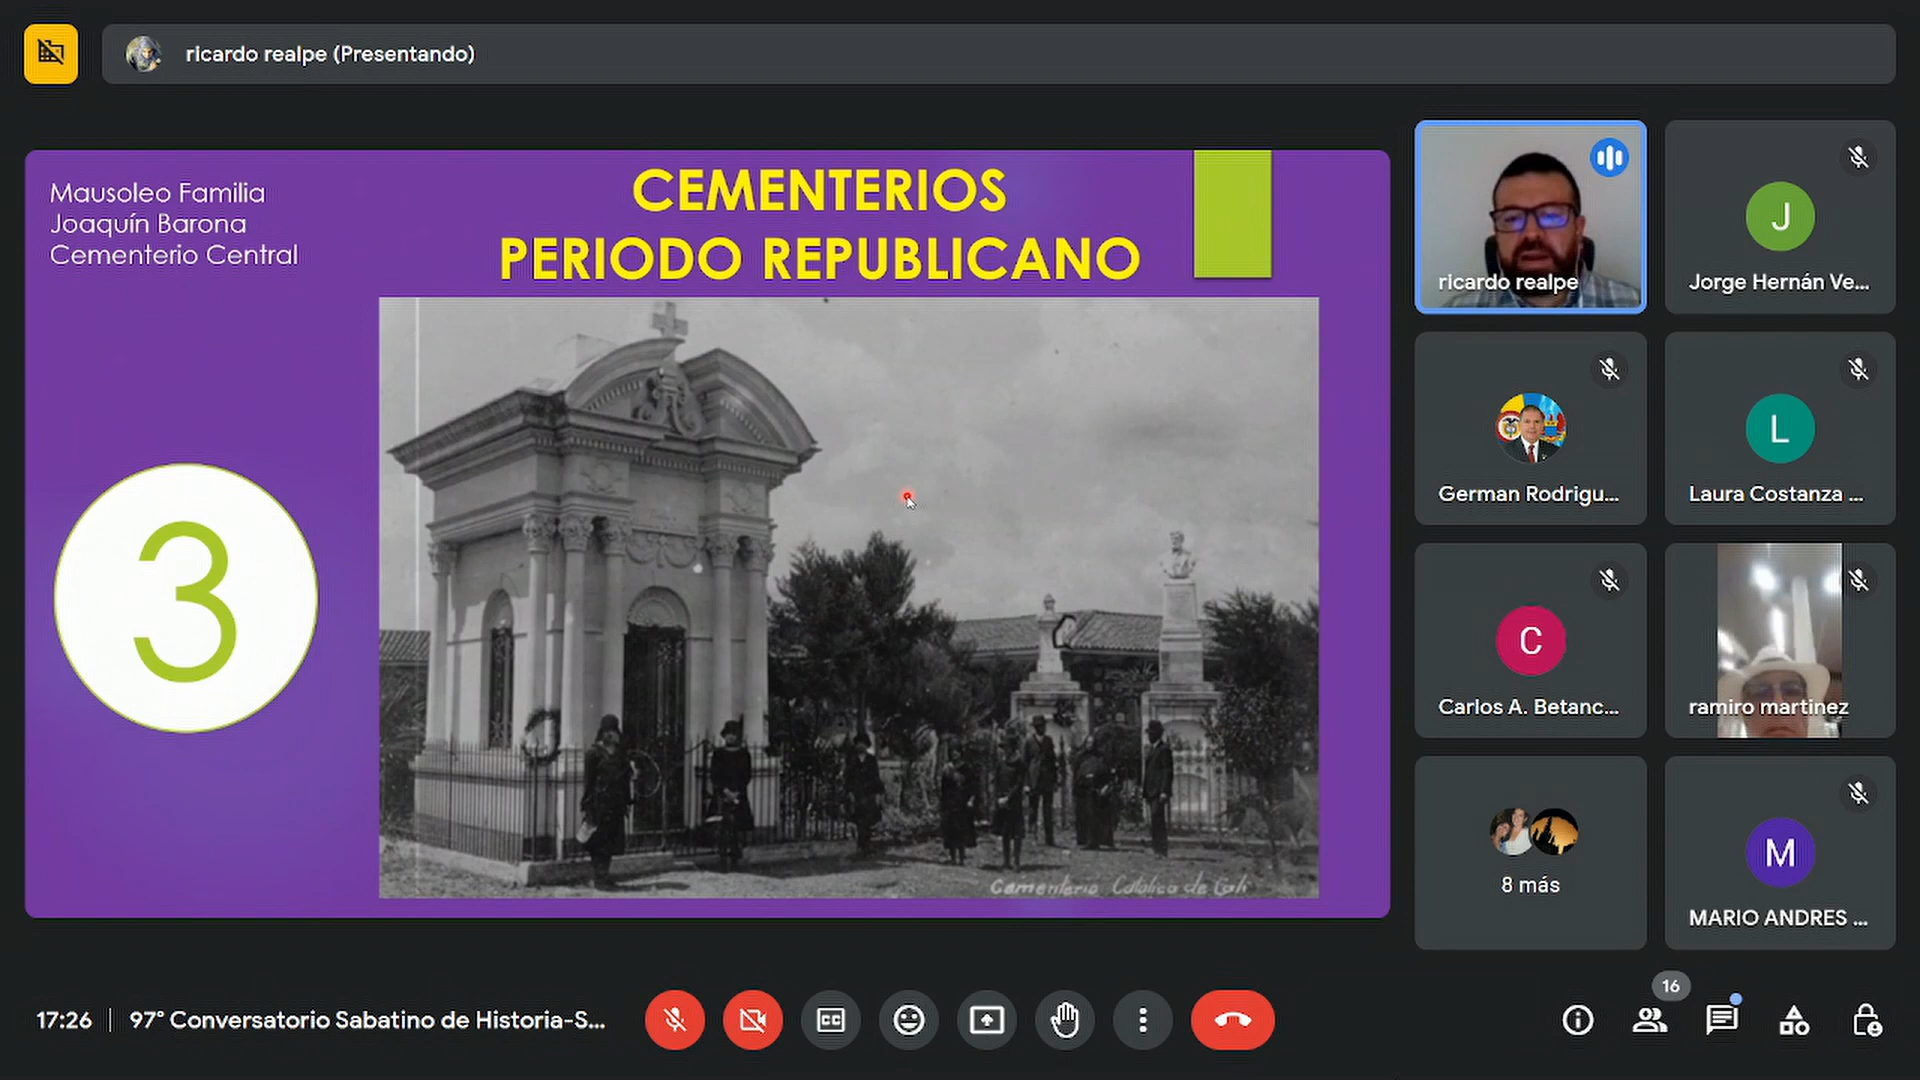 ricardo realpe (Presentando)
Mausoleo Familia
Joaquín Barona
Cementerio Central
CEMENTERIOS
PERIODO REPUBLICANO
3
Cementerio Católico de Cali
ricardo realpe
J
Jorge Hernán Ve...
German Rodrigu...
L
Laura Costanza ...
C
Carlos A. Betanc...
ramiro martinez
8 más
M
MARIO ANDRES ...
17:26
97° Conversatorio Sabatino de Historia-S...
CC
16